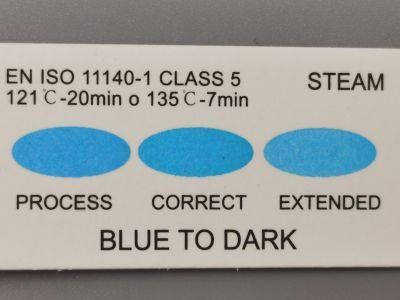 EN ISO 11140-1 CLASS 5 STEAM
121℃-20min o 135℃-7min
PROCESS CORRECT EXTENDED
BLUE TO DARK